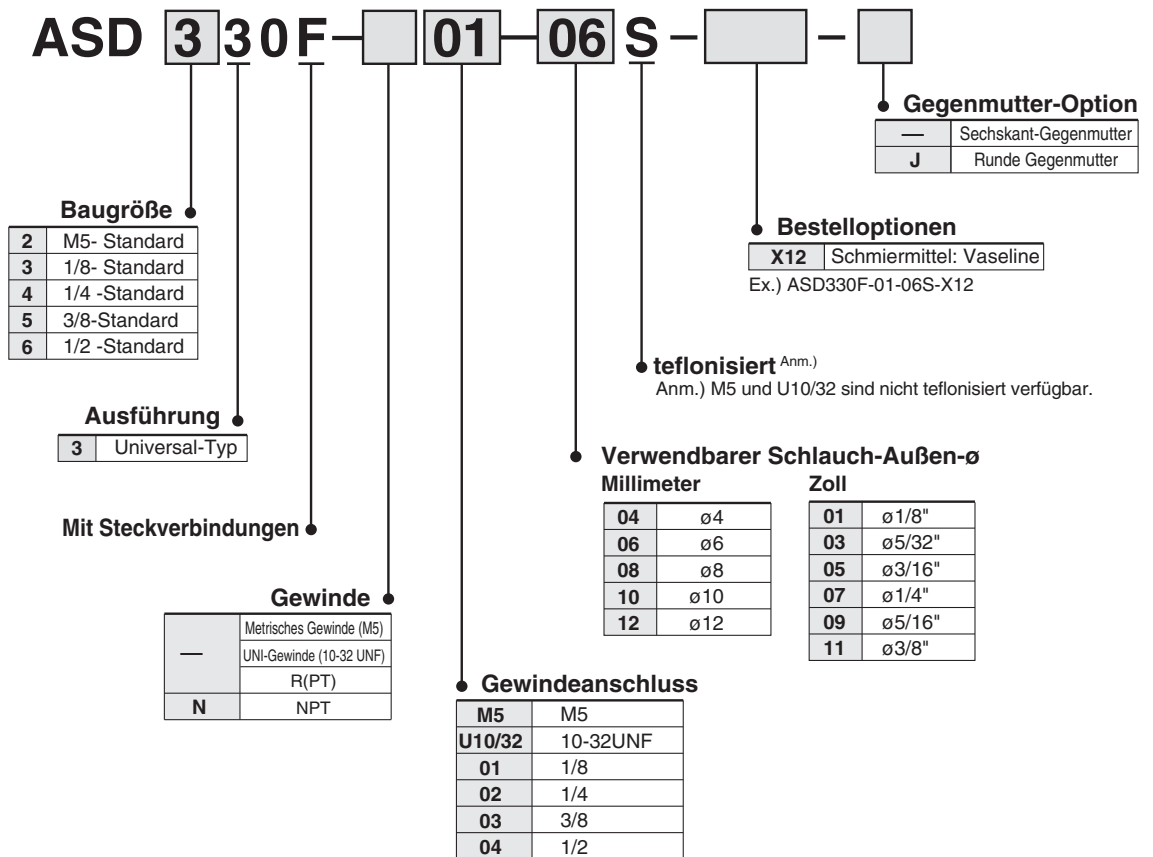 ASD 3 3 0 F — 01 — 06 S — —
Gegenmutter-Option
— Sechskant-Gegenmutter
J Runde Gegenmutter
Baugröße
2 M5- Standard
3 1/8- Standard
4 1/4 -Standard
5 3/8-Standard
6 1/2 -Standard
Bestelloptionen
X12 Schmiermittel: Vaseline
Ex.) ASD330F-01-06S-X12
teflonisiert Anm.)
Anm.) M5 und U10/32 sind nicht teflonisiert verfügbar.
Ausführung
3 Universal-Typ
Verwendbarer Schlauch-Außen-ø
Millimeter
04 ø4
06 ø6
08 ø8
10 ø10
12 ø12
Zoll
01 ø1/8"
03 ø5/32"
05 ø3/16"
07 ø1/4"
09 ø5/16"
11 ø3/8"
Mit Steckverbindungen
Gewinde
— Metrisches Gewinde (M5)
UNI-Gewinde (10-32 UNF)
R(PT)
N NPT
Gewindeanschluss
M5 M5
U10/32 10-32UNF
01 1/8
02 1/4
03 3/8
04 1/2